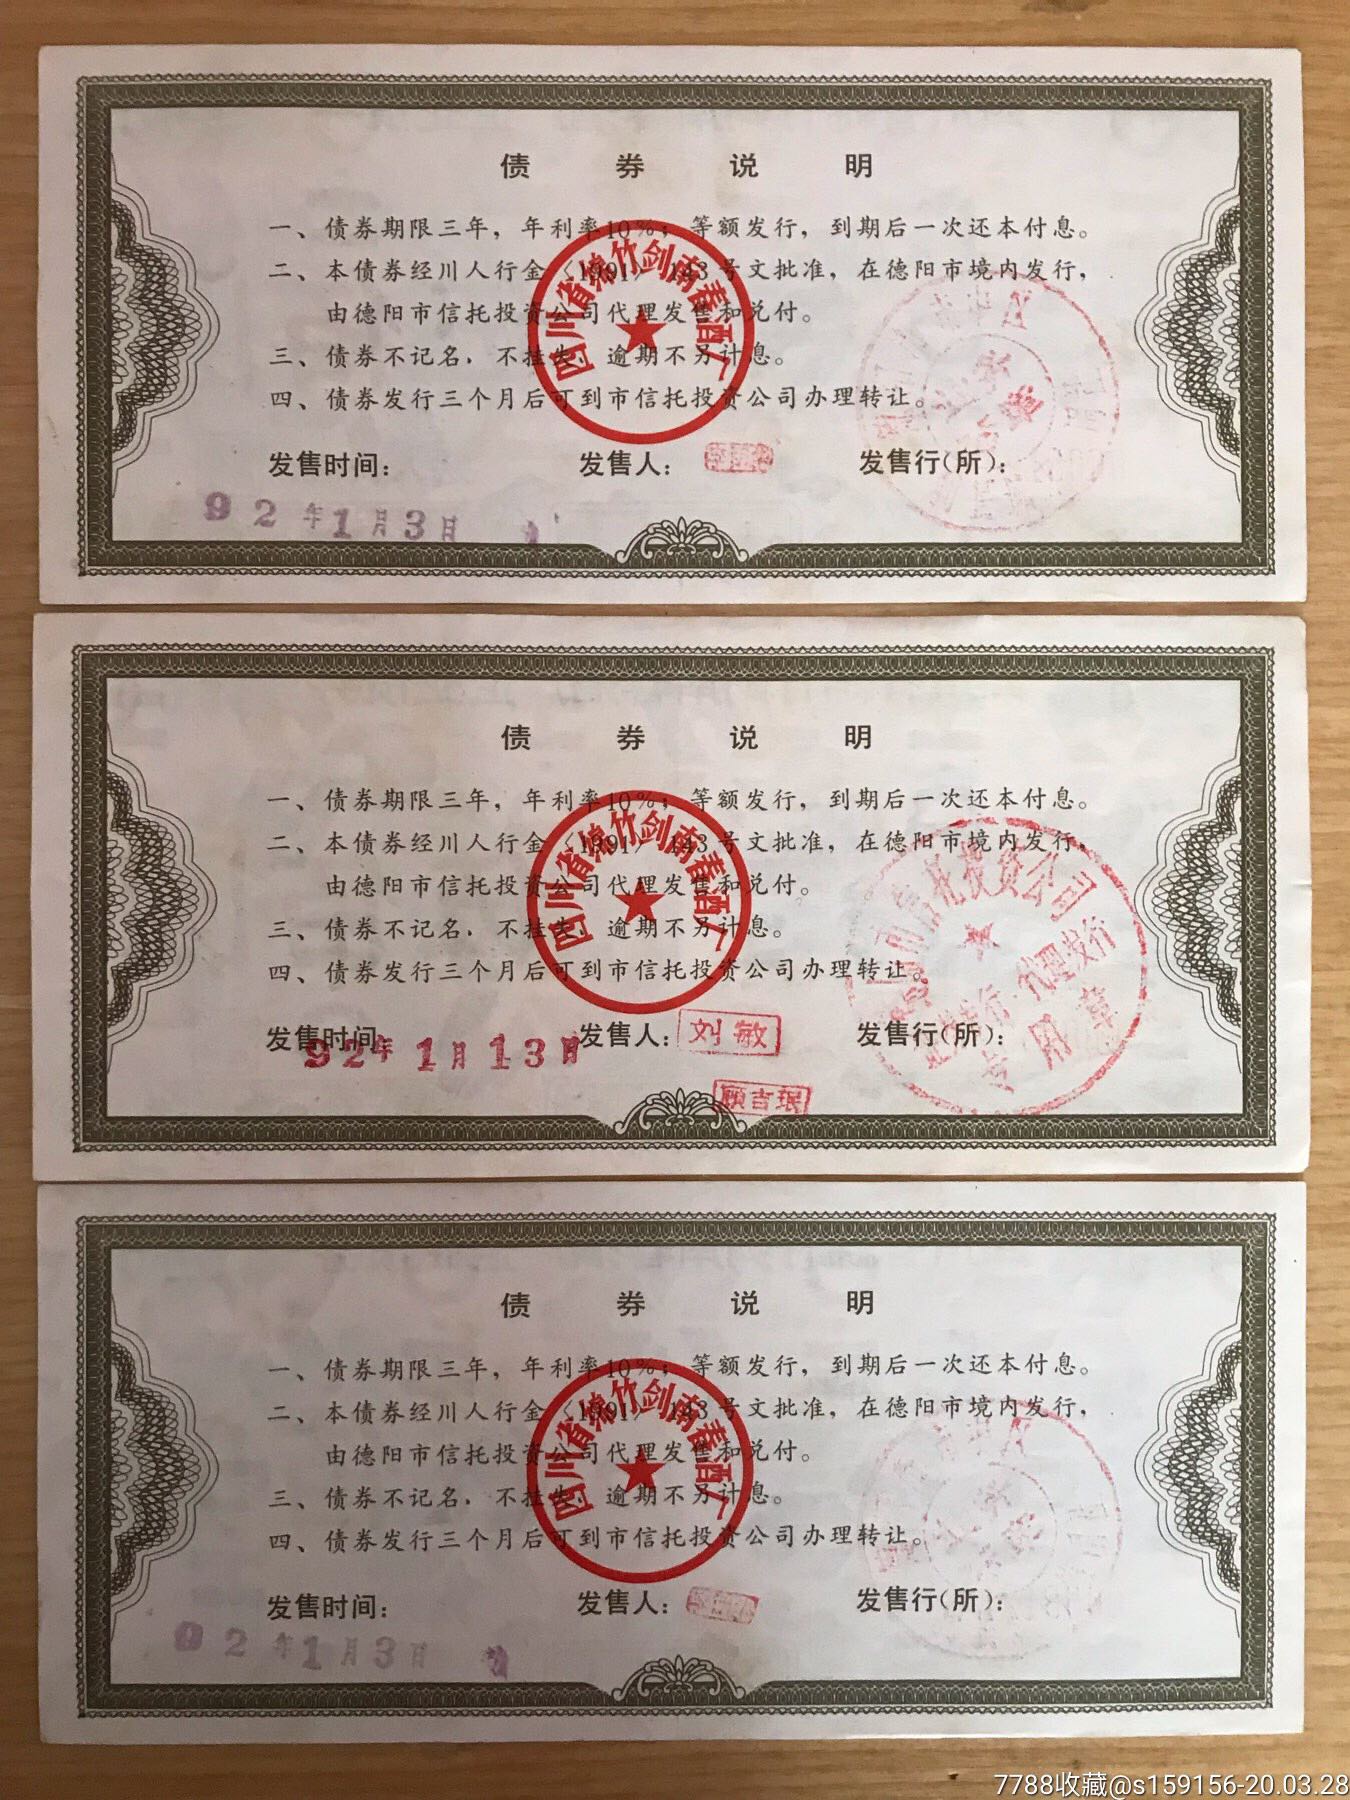 债券说明
一、债券期限三年，年利率10%；等额发行，到期后一次还本付息。
二、本债券经川人行金〈1991〉143号文批准，在德阳市境内发行，
由德阳市信托投资公司代理发售和兑付。
三、债券不记名，不挂失，逾期不另计息。
四、债券发行三个月后可到市信托投资公司办理转让。
四川省绵竹剑南春酒厂
发售时间： 发售人： 发售行(所)：
92年1月3日
债券说明
一、债券期限三年，年利率10%；等额发行，到期后一次还本付息。
二、本债券经川人行金〈1991〉143号文批准，在德阳市境内发行，
由德阳市信托投资公司代理发售和兑付。
三、债券不记名，不挂失，逾期不另计息。
四、债券发行三个月后可到市信托投资公司办理转让。
四川省绵竹剑南春酒厂
市信托投资公司
代理发行
专用章
发售时间： 发售人：刘敏 发售行(所)：
92年1月13日
顾吉珉
债券说明
一、债券期限三年，年利率10%；等额发行，到期后一次还本付息。
二、本债券经川人行金〈1991〉143号文批准，在德阳市境内发行，
由德阳市信托投资公司代理发售和兑付。
三、债券不记名，不挂失，逾期不另计息。
四、债券发行三个月后可到市信托投资公司办理转让。
四川省绵竹剑南春酒厂
发售时间： 发售人： 发售行(所)：
92年1月3日
7788收藏@s159156-20.03.28